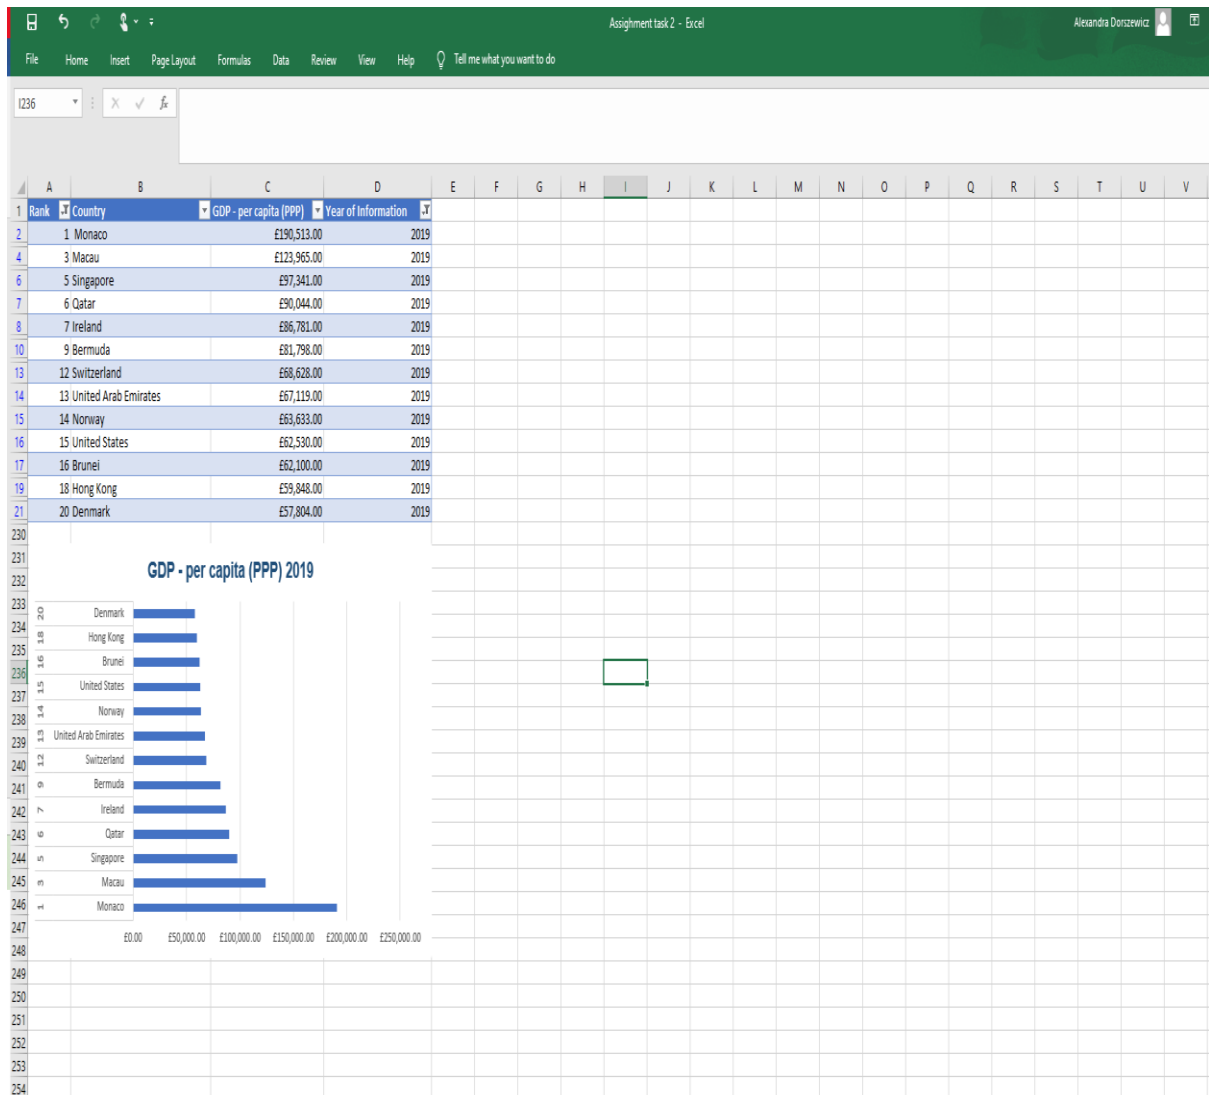 Assighment task 2 - Excel
Alexandra Dorszewicz
File Home Insert Page Layout Formulas Data Review View Help Tell me what you want to do
I236 fx
A B C D E F G H I J K L M N O P Q R S T U V
1 Rank Country GDP - per capita (PPP) Year of Information
2 1 Monaco £190,513.00 2019
4 3 Macau £123,965.00 2019
6 5 Singapore £97,341.00 2019
7 6 Qatar £90,044.00 2019
8 7 Ireland £86,781.00 2019
10 9 Bermuda £81,798.00 2019
13 12 Switzerland £68,628.00 2019
14 13 United Arab Emirates £67,119.00 2019
15 14 Norway £63,633.00 2019
16 15 United States £62,530.00 2019
17 16 Brunei £62,100.00 2019
19 18 Hong Kong £59,848.00 2019
21 20 Denmark £57,804.00 2019
230
231
GDP - per capita (PPP) 2019
232
233
20 Denmark
234
18 Hong Kong
235
16 Brunei
236
15 United States
237
14 Norway
238
13 United Arab Emirates
239
12 Switzerland
240
9 Bermuda
241
7 Ireland
242
6 Qatar
243
5 Singapore
244
3 Macau
245
1 Monaco
246
247
£0.00 £50,000.00 £100,000.00 £150,000.00 £200,000.00 £250,000.00
248
249
250
251
252
253
254